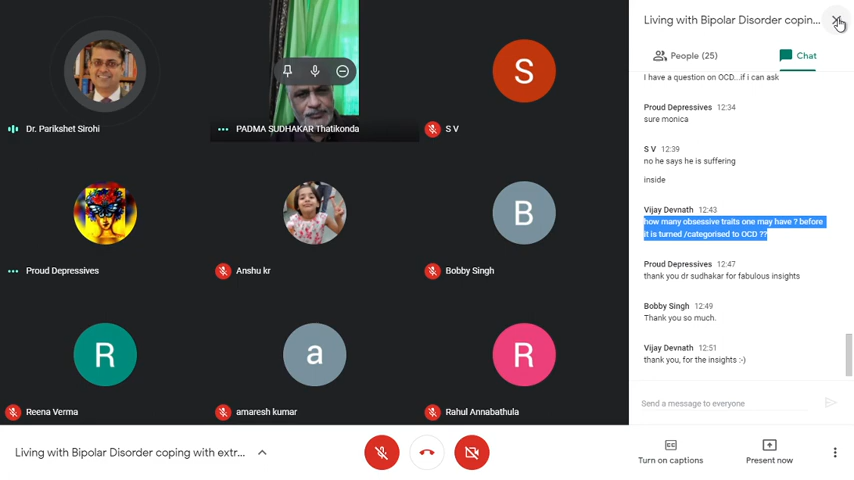 Living with Bipolar Disorder copin...
People (25)
Chat
I have a question on OCD...if i can ask
Proud Depressives 12:34
sure monica
S V 12:39
no he says he is suffering
inside
Vijay Devnath 12:43
how many obsessive traits one may have ? before
it is turned /categorised to OCD ??
Proud Depressives 12:47
thank you dr sudhakar for fabulous insights
Bobby Singh 12:49
Thank you so much.
Vijay Devnath 12:51
thank you, for the insights :-)
Send a message to everyone
S
Dr. Parikshet Sirohi
PADMA SUDHAKAR Thatikonda
S V
B
Proud Depressives
Anshu kr
Bobby Singh
R
a
R
Reena Verma
amaresh kumar
Rahul Annabathula
Living with Bipolar Disorder coping with extr...
Turn on captions
Present now